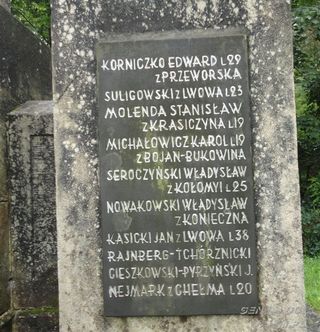 KORNICZKO EDWARD L.29
z PRZEWORSKA
SULIGOWSKI z LWOWA L.23
MOLENDA STANISŁAW
z KRASICZYNA L.19
MICHAŁOWICZ KAROL L.19
z BOJAN-BUKOWINA
SEROCZYŃSKI WŁADYSŁAW
z KOŁOMYI L.25
NOWAKOWSKI WŁADYSŁAW
z KONIECZNA
KASICKI JAN z LWOWA L.38
RAJNBERG-TCHÓRZNICKI
CIESZKOWSKI-PYRZYŃSKI J.
NEJMARK z CHEŁMA L.20